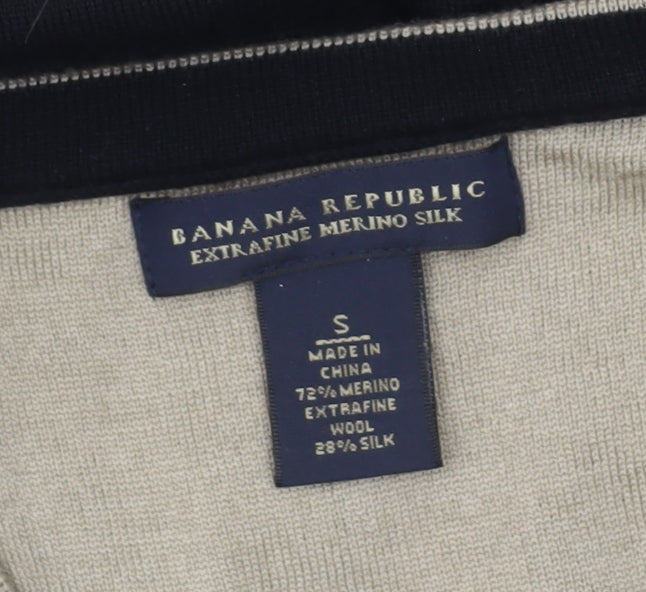 BANANA REPUBLIC
EXTRAFINE MERINO SILK
S
MADE IN
CHINA
72% MERINO
EXTRAFINE
WOOL
28% SILK